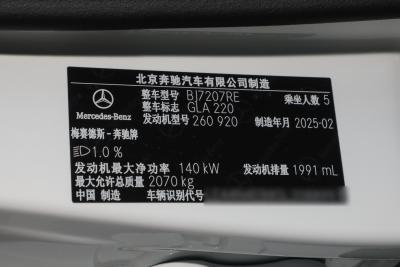 北京奔驰汽车有限公司制造
整车型号 BJ7207RE 乘坐人数 5
整车标志 GLA 220
发动机型号 260 920 制造年月 2025-02
Mercedes-Benz
梅赛德斯-奔驰牌
1.0 %
发动机最大净功率 140 kW 发动机排量 1991 mL
最大允许总质量 2070 kg
中国 制造 车辆识别代号